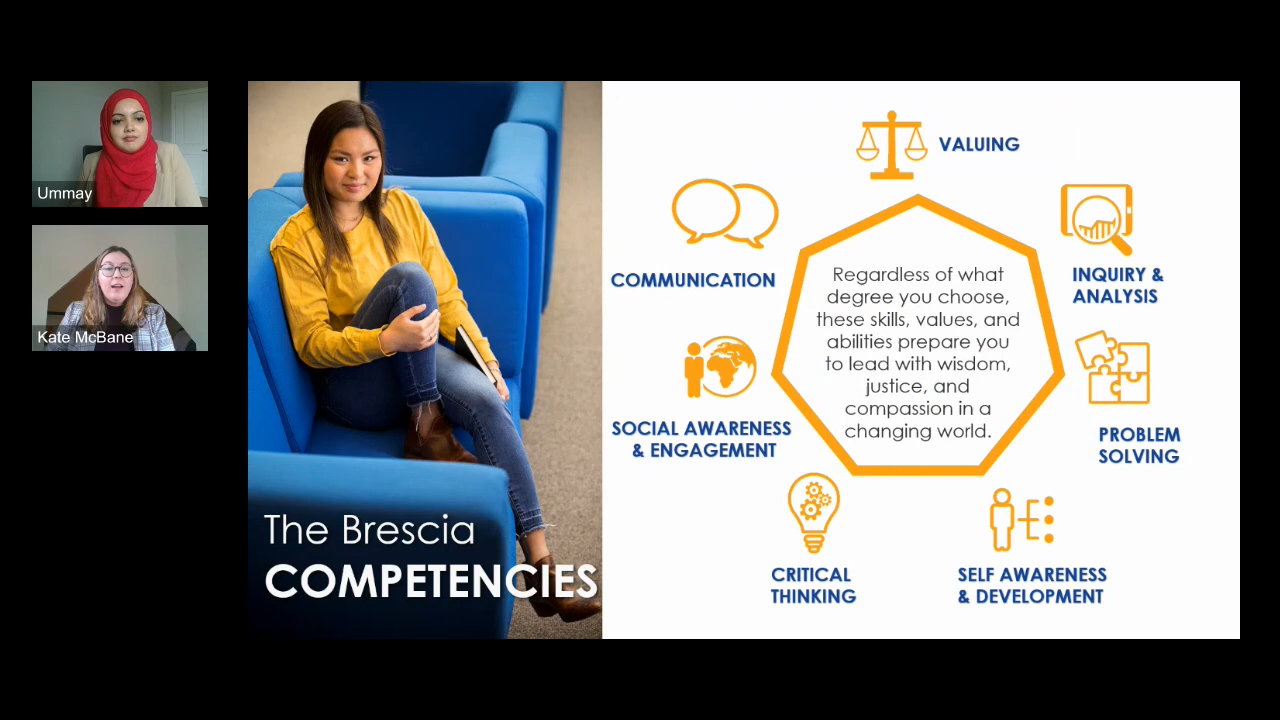 Ummay
Kate McBane
The Brescia
COMPETENCIES
VALUING
COMMUNICATION
INQUIRY &
ANALYSIS
Regardless of what
degree you choose,
these skills, values, and
abilities prepare you
to lead with wisdom,
justice, and
compassion in a
changing world.
SOCIAL AWARENESS
& ENGAGEMENT
PROBLEM
SOLVING
CRITICAL
THINKING
SELF AWARENESS
& DEVELOPMENT